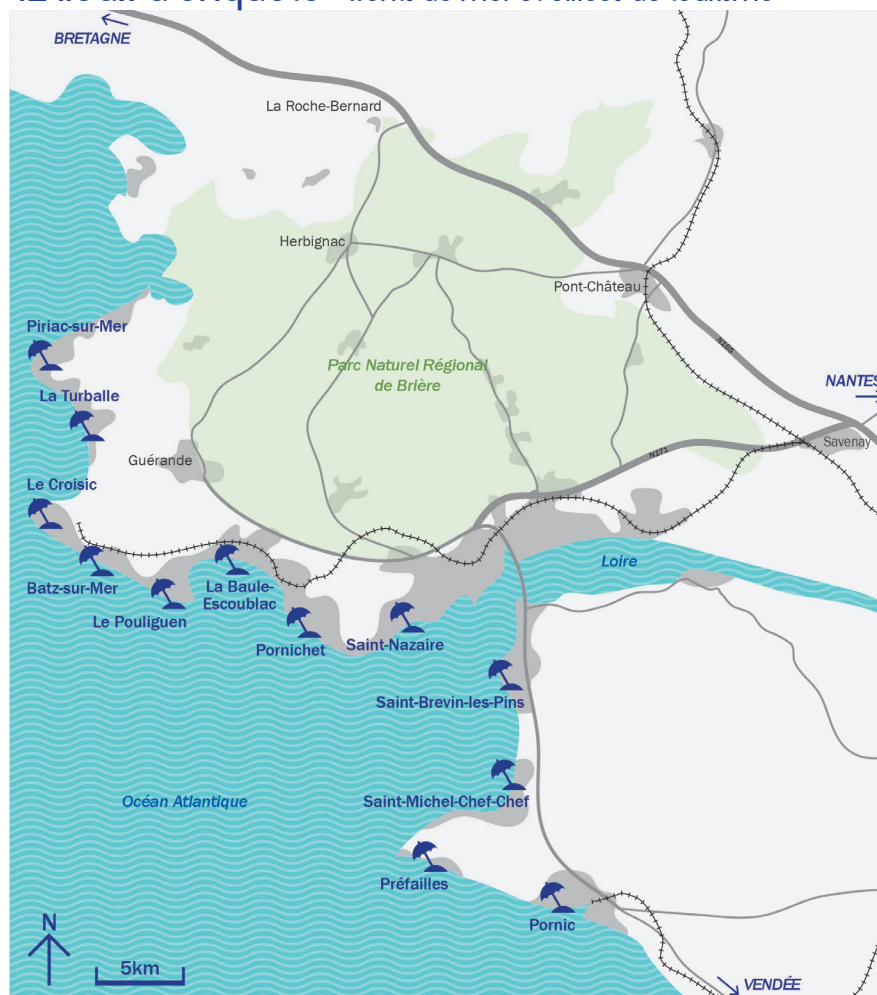 BRETAGNE
La Roche-Bernard
Herbignac
Pont-Château
N165
Piriac-sur-Mer
Parc Naturel Régional
de Brière
NANTES
La Turballe
Savenay
N171
Guérande
Le Croisic
Loire
Batz-sur-Mer
La Baule-
Escoublac
Le Pouliguen
Pornichet
Saint-Nazaire
Saint-Brevin-les-Pins
Océan Atlantique
Saint-Michel-Chef-Chef
Préfailles
Pornic
N
5km
VENDÉE